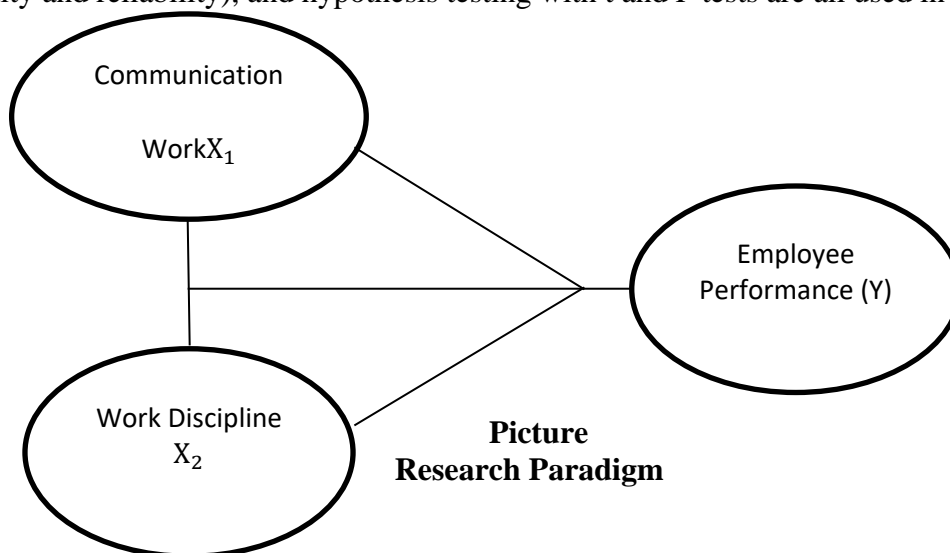 ity and reliability), and hypothesis testing with t and F tests are all used in
Communication
WorkX₁
Employee
Performance (Y)
Work Discipline
X₂
Picture
Research Paradigm